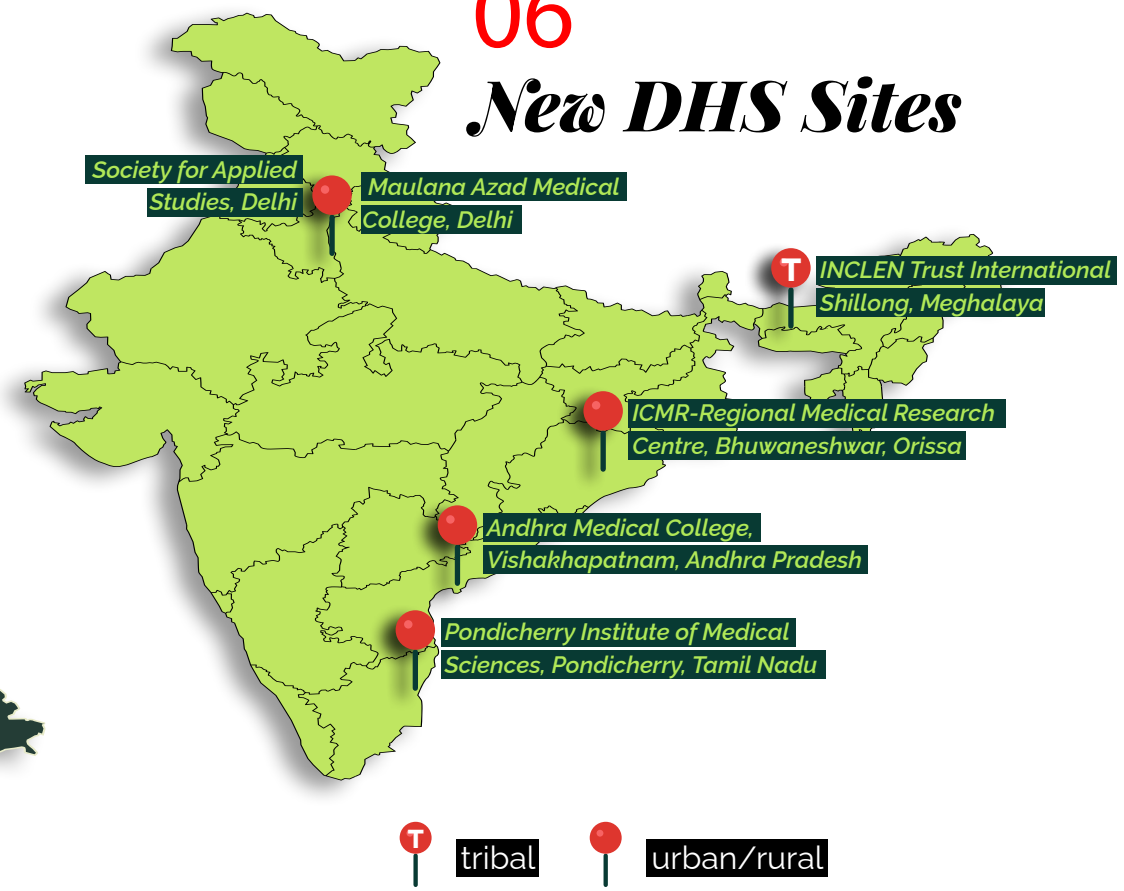 06
New DHS Sites
Society for Applied
Studies, Delhi
Maulana Azad Medical
College, Delhi
T
INCLEN Trust International
Shillong, Meghalaya
ICMR-Regional Medical Research
Centre, Bhuwaneshwar, Orissa
Andhra Medical College,
Vishakhapatnam, Andhra Pradesh
Pondicherry Institute of Medical
Sciences, Pondicherry, Tamil Nadu
T
tribal
urban/rural